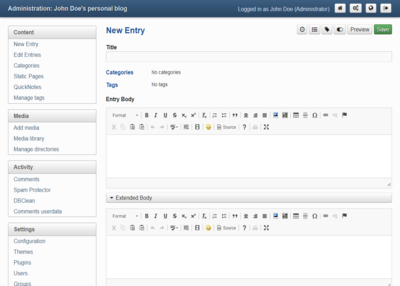 Administration: John Doe's personal blog
Logged in as John Doe (Administrator)
Content
New Entry
Edit Entries
Categories
Static Pages
QuickNotes
Manage tags
Media
Add media
Media library
Manage directories
Activity
Comments
Spam Protector
DBClean
Comments userdata
Settings
Configuration
Themes
Plugins
Users
Groups
New Entry
Preview
Save
Title
Categories No categories
Tags No tags
Entry Body
Format
Source
Extended Body
Format
Source